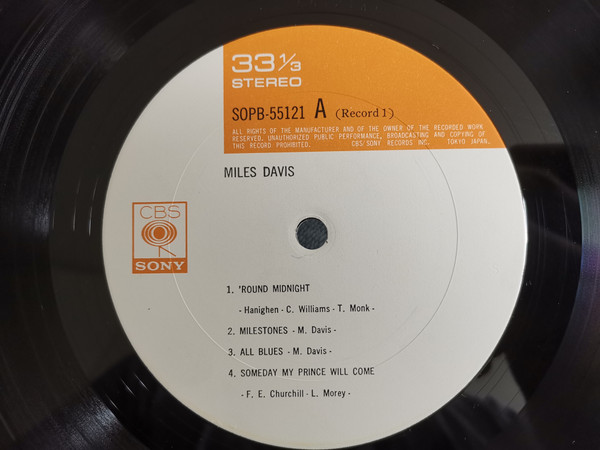 33 1/3
STEREO
SOPB-55121 A (Record 1)
ALL RIGHTS OF THE MANUFACTURER AND OF THE OWNER OF THE RECORDED WORK
RESERVED. UNAUTHORIZED PUBLIC PERFORMANCE, BROADCASTING AND COPYING OF
THIS RECORD PROHIBITED. CBS/SONY RECORDS INC. TOKYO JAPAN.
MILES DAVIS
CBS
SONY
1. 'ROUND MIDNIGHT
- Hanighen - C. Williams - T. Monk -
2. MILESTONES - M. Davis -
3. ALL BLUES - M. Davis -
4. SOMEDAY MY PRINCE WILL COME
- F. E. Churchill - L. Morey -